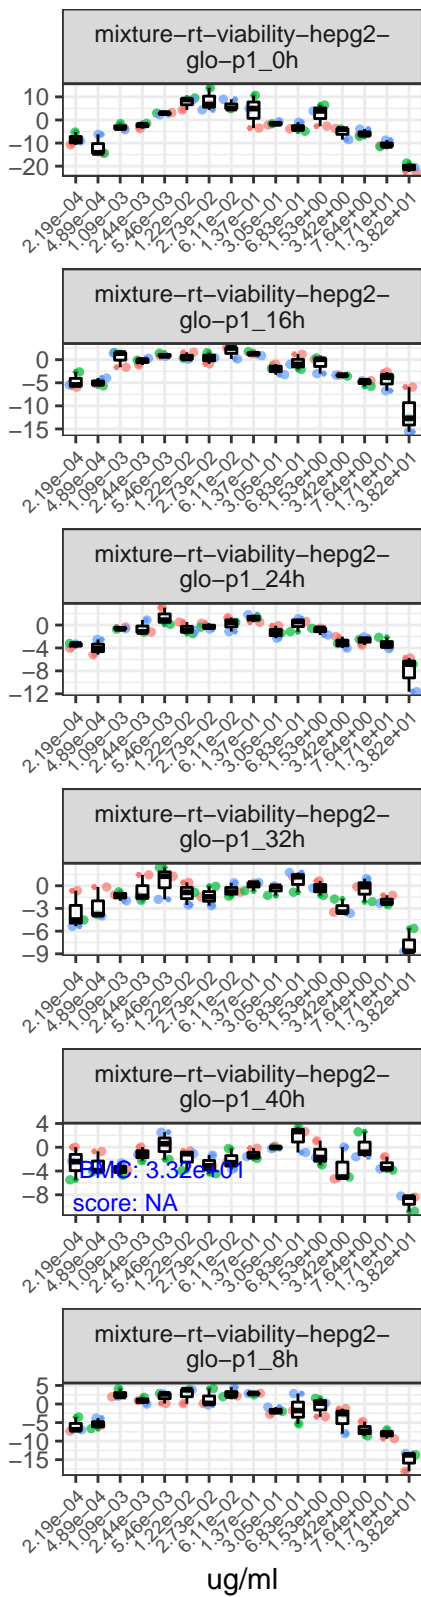 mixture−rt−viability−hepg2−
glo−p1_0h
10
0
−10
−20
2.19e−04
4.89e−04
1.09e−03
2.44e−03
5.46e−03
1.22e−02
2.73e−02
6.11e−02
1.37e−01
3.05e−01
6.83e−01
1.53e+00
3.42e+00
7.64e+00
1.71e+01
3.82e+01
mixture−rt−viability−hepg2−
glo−p1_16h
0
−5
−10
−15
2.19e−04
4.89e−04
1.09e−03
2.44e−03
5.46e−03
1.22e−02
2.73e−02
6.11e−02
1.37e−01
3.05e−01
6.83e−01
1.53e+00
3.42e+00
7.64e+00
1.71e+01
3.82e+01
mixture−rt−viability−hepg2−
glo−p1_24h
0
−4
−8
−12
2.19e−04
4.89e−04
1.09e−03
2.44e−03
5.46e−03
1.22e−02
2.73e−02
6.11e−02
1.37e−01
3.05e−01
6.83e−01
1.53e+00
3.42e+00
7.64e+00
1.71e+01
3.82e+01
mixture−rt−viability−hepg2−
glo−p1_32h
0
−3
−6
−9
2.19e−04
4.89e−04
1.09e−03
2.44e−03
5.46e−03
1.22e−02
2.73e−02
6.11e−02
1.37e−01
3.05e−01
6.83e−01
1.53e+00
3.42e+00
7.64e+00
1.71e+01
3.82e+01
mixture−rt−viability−hepg2−
glo−p1_40h
4
0
−4
−8
BMC: 3.32e+01
score: NA
2.19e−04
4.89e−04
1.09e−03
2.44e−03
5.46e−03
1.22e−02
2.73e−02
6.11e−02
1.37e−01
3.05e−01
6.83e−01
1.53e+00
3.42e+00
7.64e+00
1.71e+01
3.82e+01
mixture−rt−viability−hepg2−
glo−p1_8h
5
0
−5
−10
−15
2.19e−04
4.89e−04
1.09e−03
2.44e−03
5.46e−03
1.22e−02
2.73e−02
6.11e−02
1.37e−01
3.05e−01
6.83e−01
1.53e+00
3.42e+00
7.64e+00
1.71e+01
3.82e+01
ug/ml